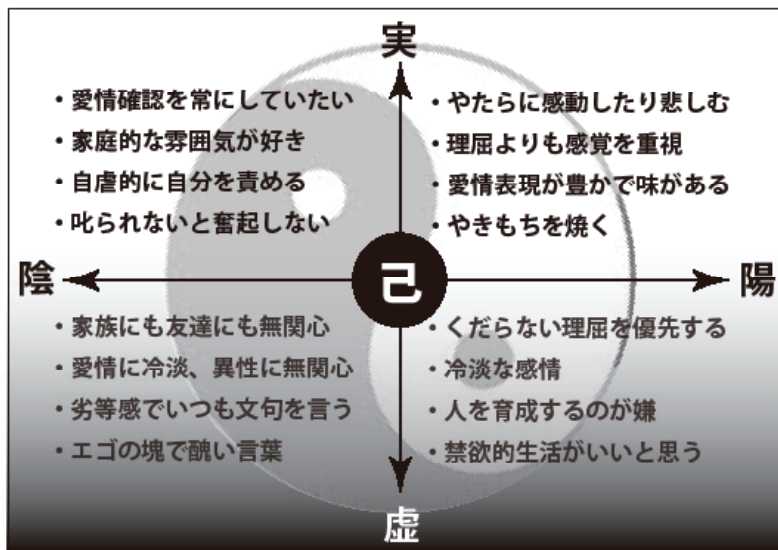 実
・愛情確認を常にしていたい
・家庭的な雰囲気が好き
・自虐的に自分を責める
・叱られないと奮起しない
・やたらに感動したり悲しむ
・理屈よりも感覚を重視
・愛情表現が豊かで味がある
・やきもちを焼く
陰
己
陽
・家族にも友達にも無関心
・愛情に冷淡、異性に無関心
・劣等感でいつも文句を言う
・エゴの塊で醜い言葉
・くだらない理屈を優先する
・冷淡な感情
・人を育成するのが嫌
・禁欲的生活がいいと思う
虚